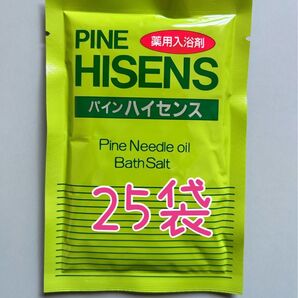 PINE
薬用入浴剤
HISENS
パインハイセンス
Pine Needle oil
Bath Salt
25袋